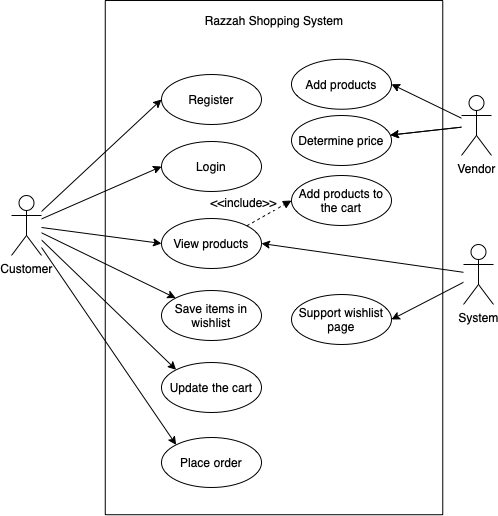 Razzah Shopping System
Add products
Register
Determine price
Vendor
Login
Add products to
the cart
<<include>>
View products
Customer
Save items in
wishlist
Support wishlist
page
System
Update the cart
Place order